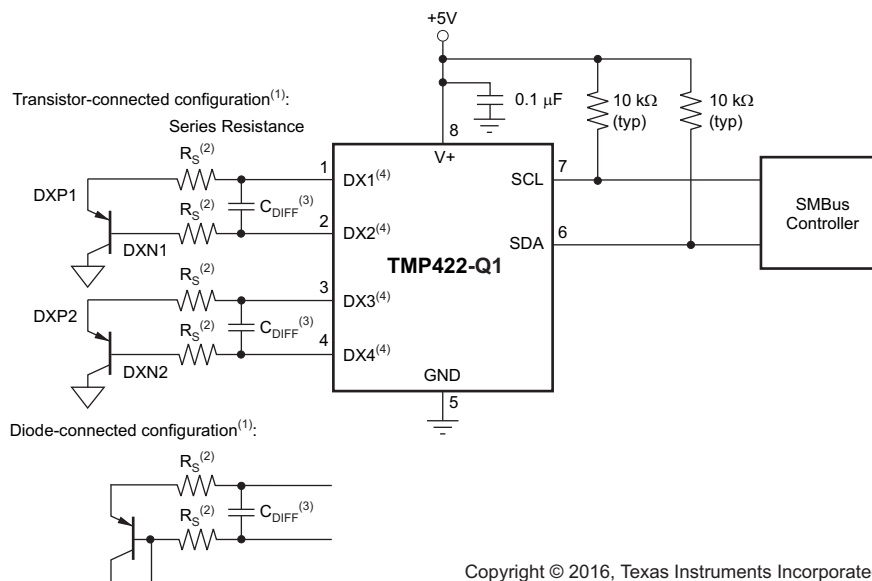 +5V
Transistor-connected configuration(1):
0.1 μF
10 kΩ
(typ)
10 kΩ
(typ)
Series Resistance
RS(2)
8
V+
1
DX1(4)
SCL
7
DXP1
CDIFF(3)
SMBus
Controller
RS(2)
2
DX2(4)
SDA
6
DXN1
TMP422-Q1
RS(2)
3
DX3(4)
DXP2
CDIFF(3)
RS(2)
4
DX4(4)
DXN2
GND
5
Diode-connected configuration(1):
RS(2)
RS(2)
CDIFF(3)
Copyright © 2016, Texas Instruments Incorporate